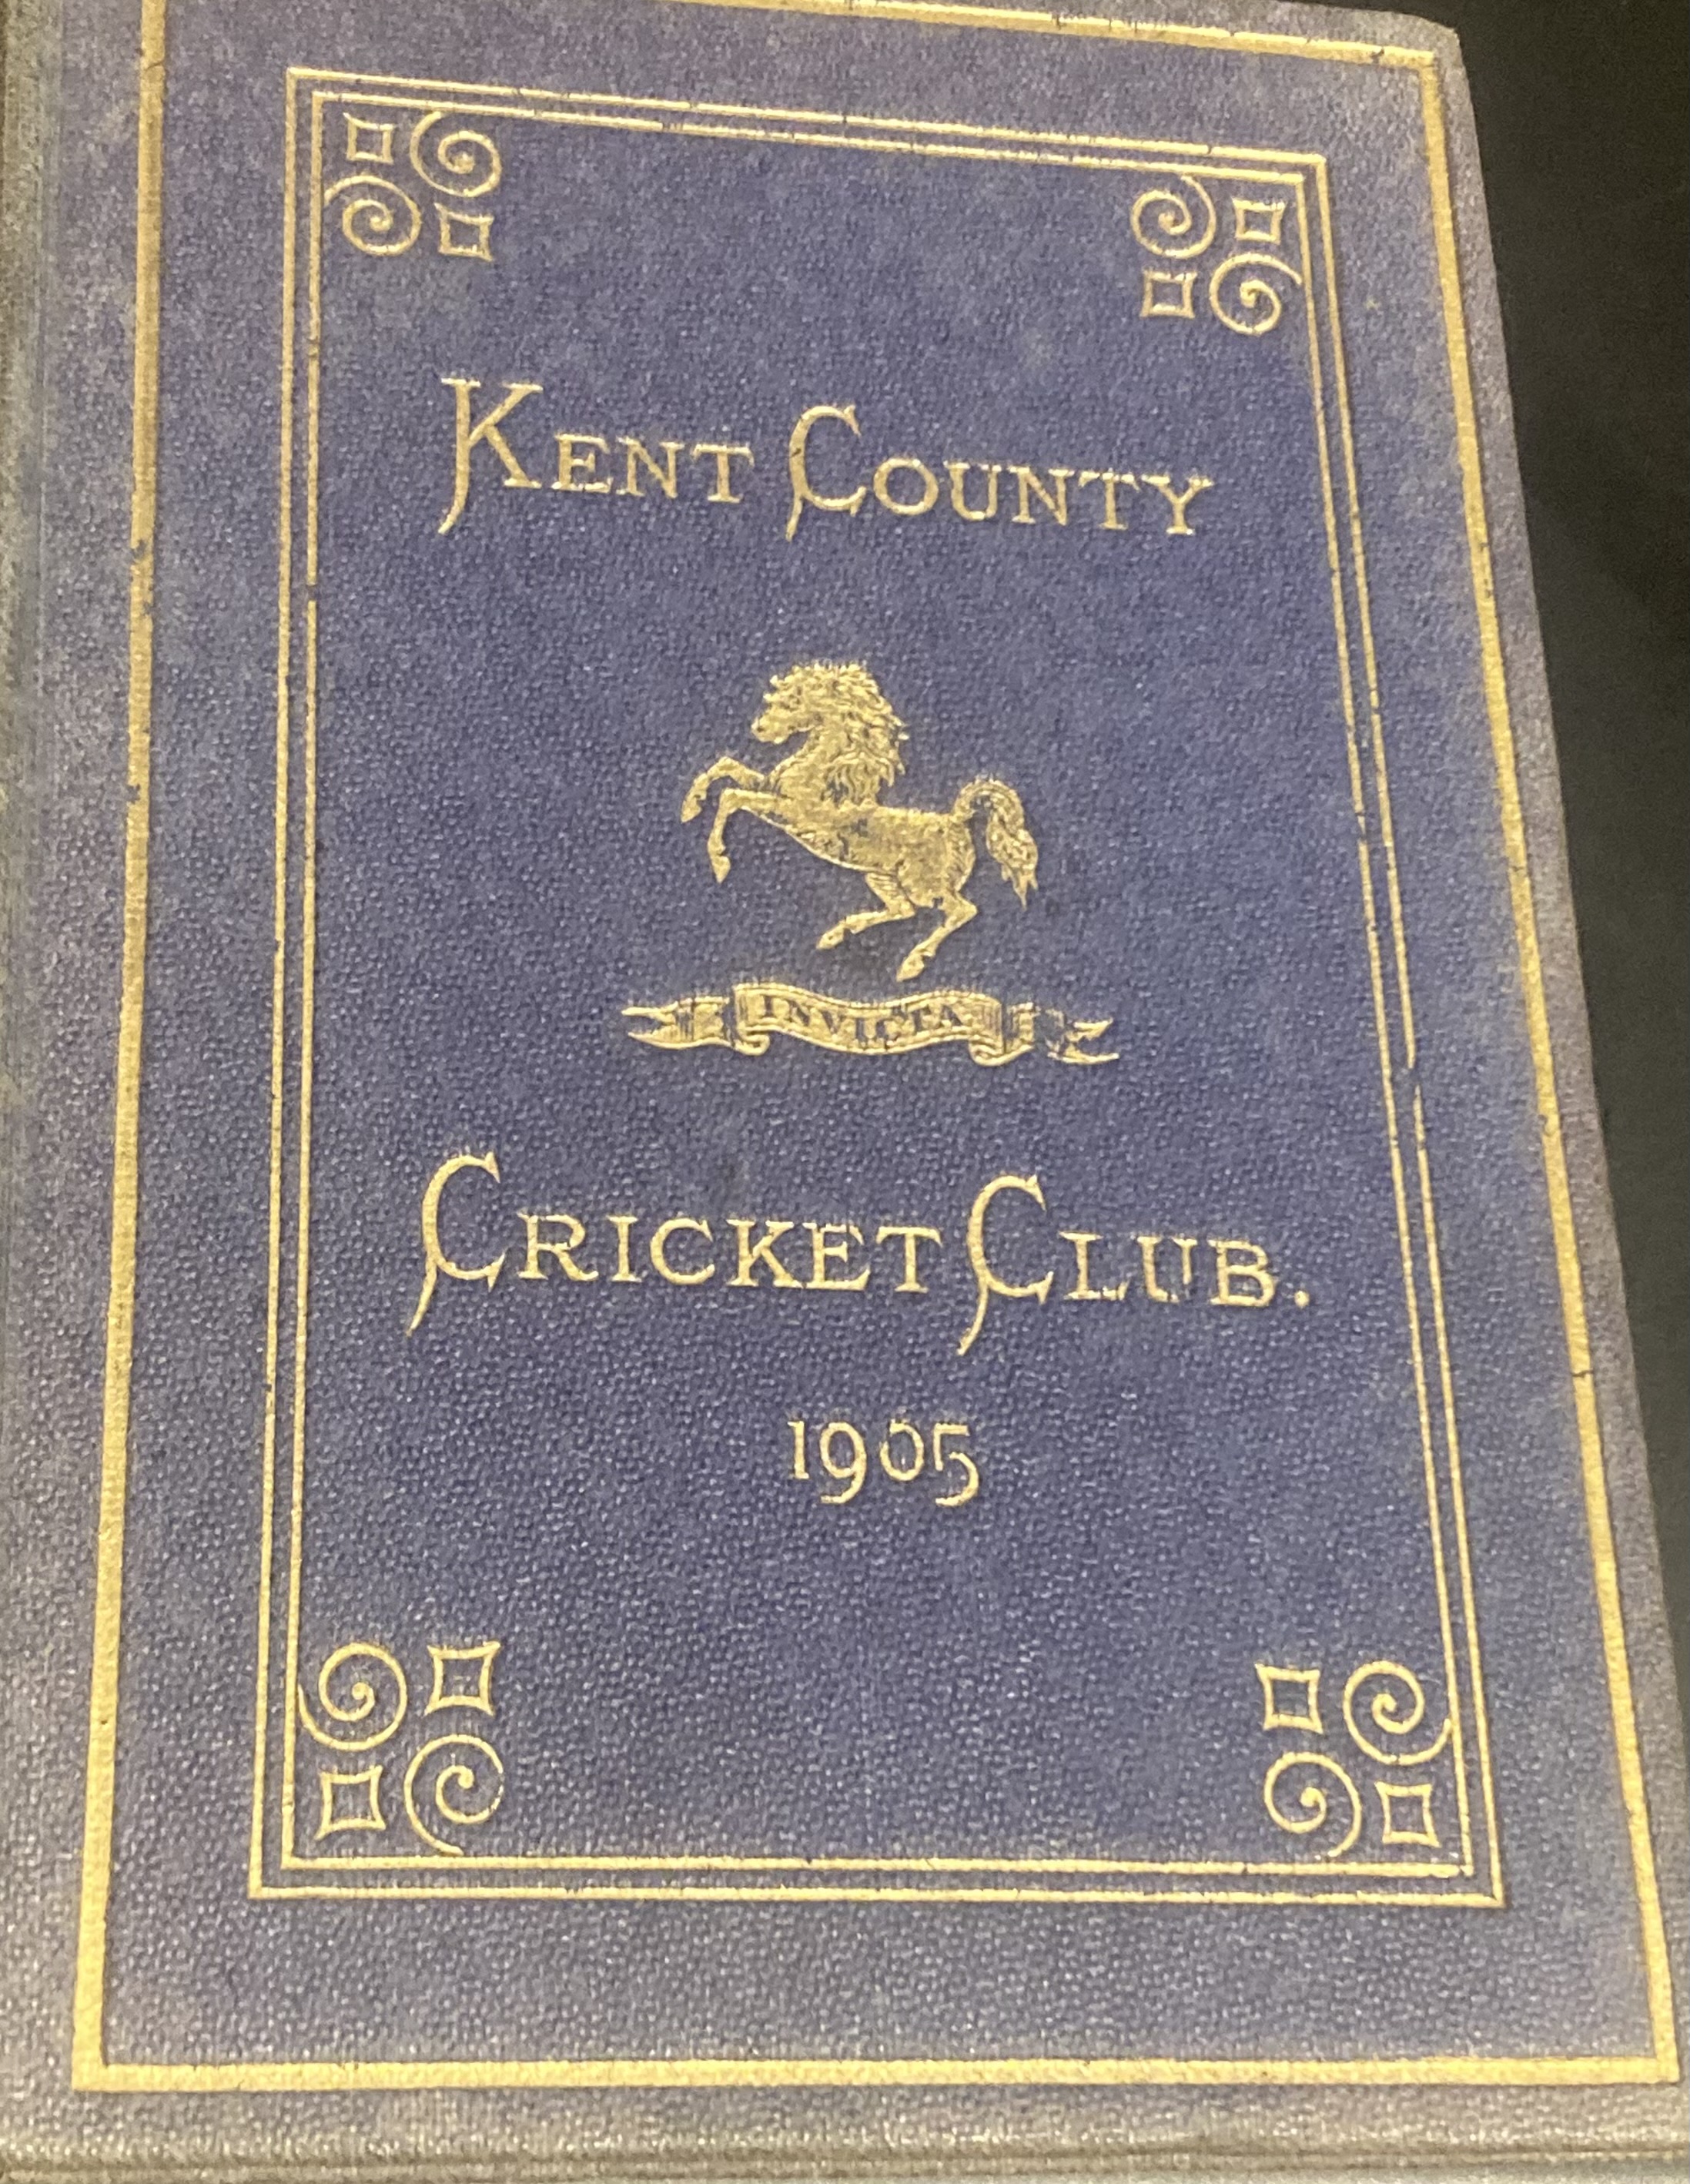 KENT COUNTY
INVICTA
CRICKET CLUB.
1905